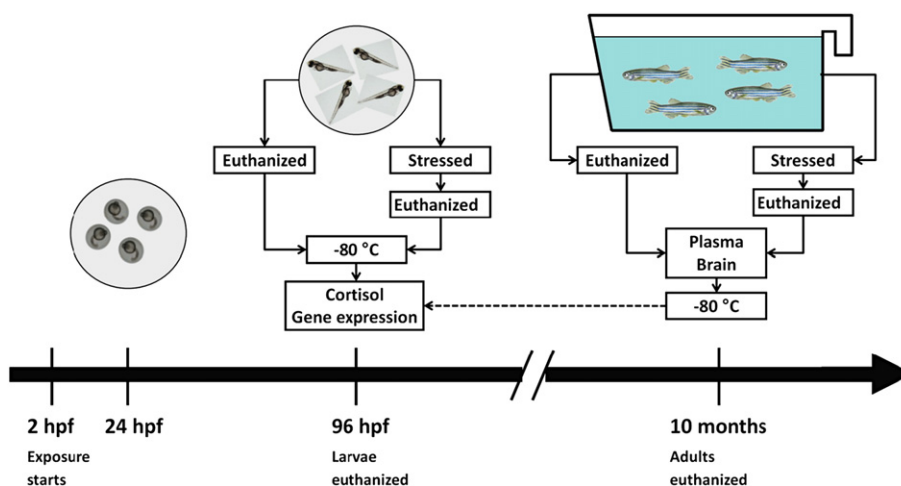 Euthanized
Stressed
Euthanized
-80 °C
Cortisol
Gene expression
Euthanized
Stressed
Euthanized
Plasma
Brain
-80 °C
2 hpf
Exposure
starts
24 hpf
96 hpf
Larvae
euthanized
10 months
Adults
euthanized